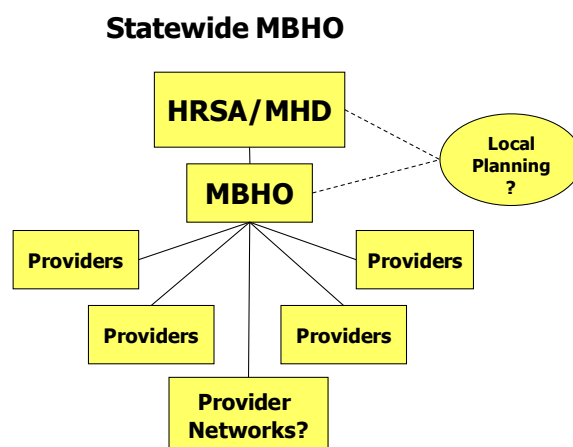 Statewide MBHO
HRSA/MHD
Local
Planning
?
MBHO
Providers
Providers
Providers
Providers
Provider
Networks?